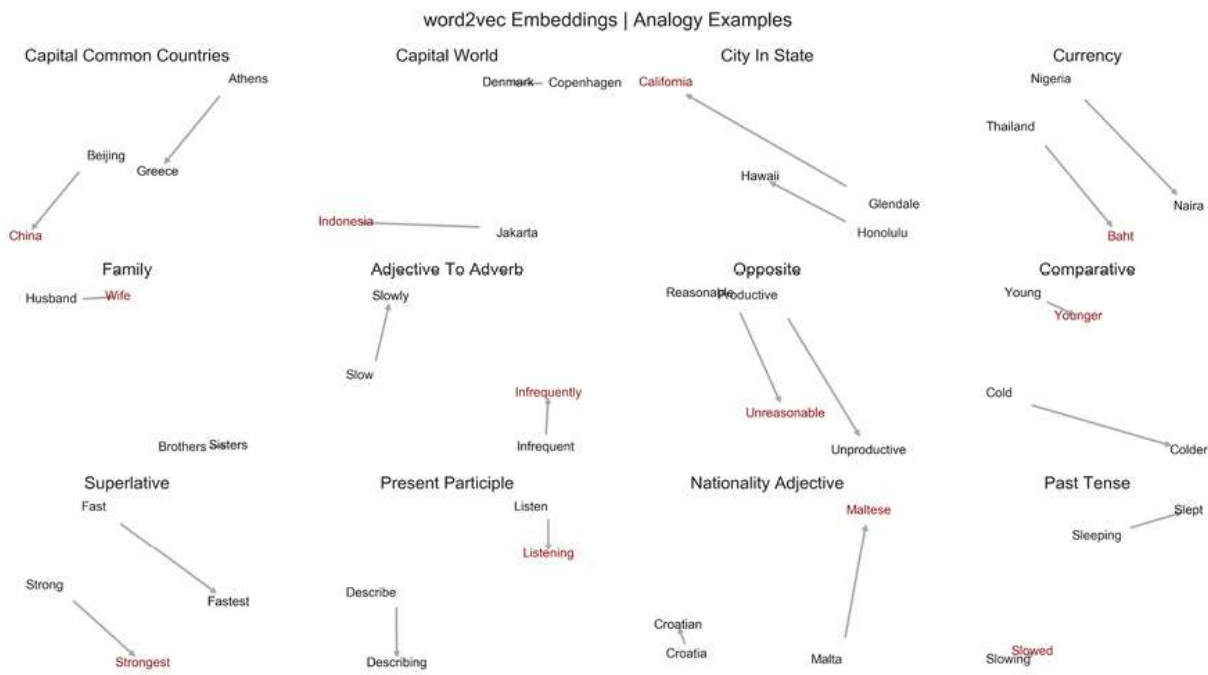 word2vec Embeddings | Analogy Examples
Capital Common Countries
Athens
Beijing
Greece
China
Capital World
Denmark
Copenhagen
Indonesia
Jakarta
City In State
California
Hawaii
Glendale
Honolulu
Currency
Nigeria
Thailand
Naira
Baht
Family
Husband
Wife
Brothers
Sisters
Adjective To Adverb
Slowly
Slow
Infrequently
Infrequent
Opposite
Reasonable
Productive
Unreasonable
Unproductive
Comparative
Young
Younger
Cold
Colder
Superlative
Fast
Strong
Fastest
Strongest
Present Participle
Listen
Listening
Describe
Describing
Nationality Adjective
Maltese
Croatian
Croatia
Malta
Past Tense
Slept
Sleeping
Slowed
Slowing